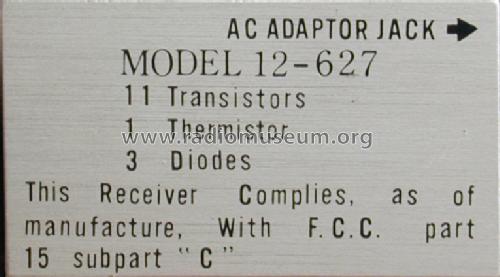 AC ADAPTOR JACK ➡
MODEL 12-627
11 Transistors
1 Thermistor
www.radiomuseum.org
3 Diodes
This Receiver Complies, as of
manufacture, With F.C.C. part
15 subpart "C"